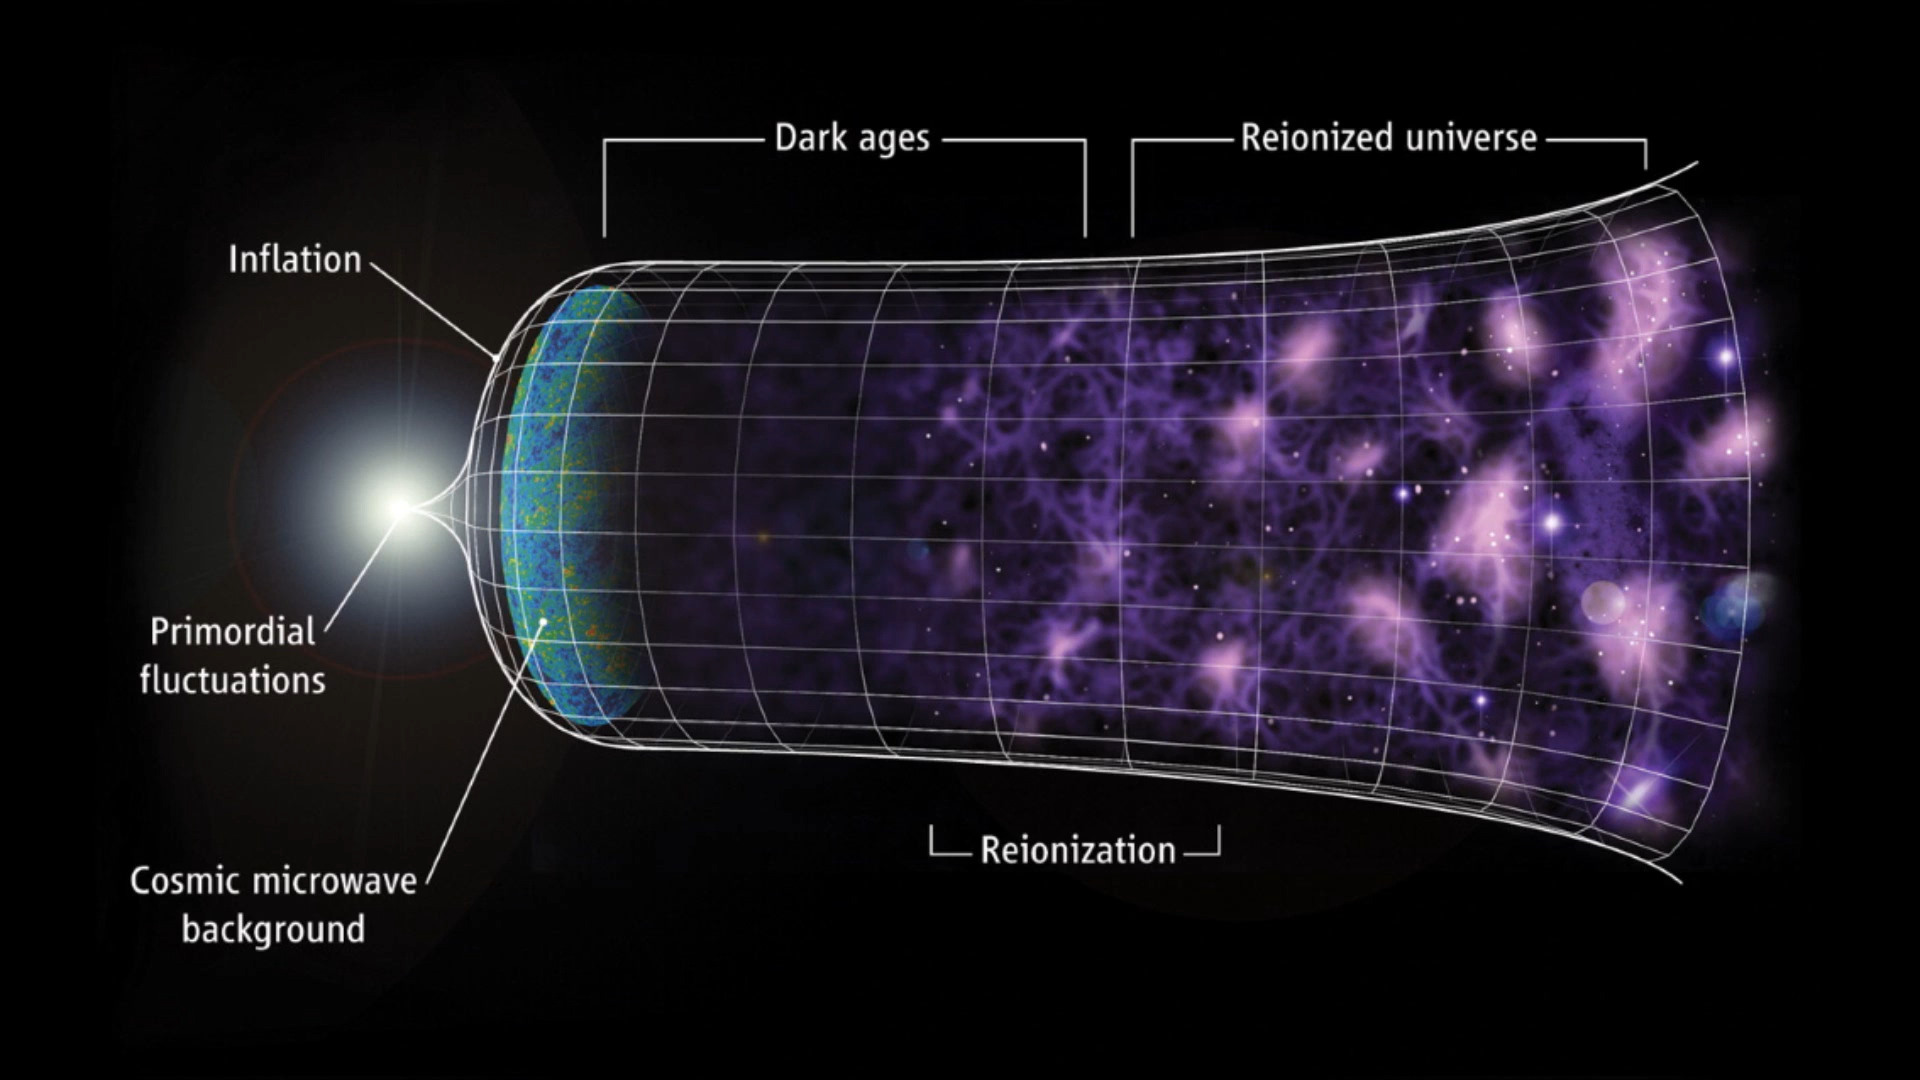 Dark ages
Reionized universe
Inflation
Primordial
fluctuations
Reionization
Cosmic microwave
background